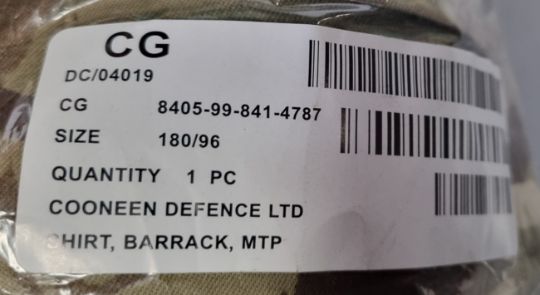 CG
DC/04019
CG 8405-99-841-4787
SIZE 180/96
QUANTITY 1 PC
COONEEN DEFENCE LTD
SHIRT, BARRACK, MTP